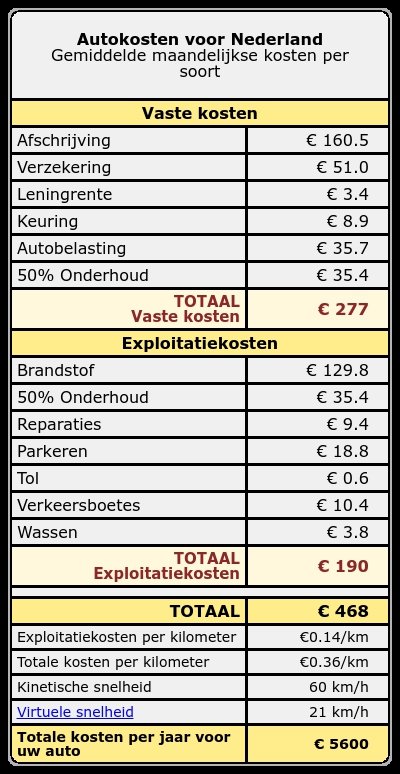 Autokosten voor Nederland
Gemiddelde maandelijkse kosten per
soort
Vaste kosten
Afschrijving € 160.5
Verzekering € 51.0
Leningrente € 3.4
Keuring € 8.9
Autobelasting € 35.7
50% Onderhoud € 35.4
TOTAAL
Vaste kosten € 277
Exploitatiekosten
Brandstof € 129.8
50% Onderhoud € 35.4
Reparaties € 9.4
Parkeren € 18.8
Tol € 0.6
Verkeersboetes € 10.4
Wassen € 3.8
TOTAAL
Exploitatiekosten € 190
TOTAAL € 468
Exploitatiekosten per kilometer €0.14/km
Totale kosten per kilometer €0.36/km
Kinetische snelheid 60 km/h
Virtuele snelheid 21 km/h
Totale kosten per jaar voor
uw auto € 5600